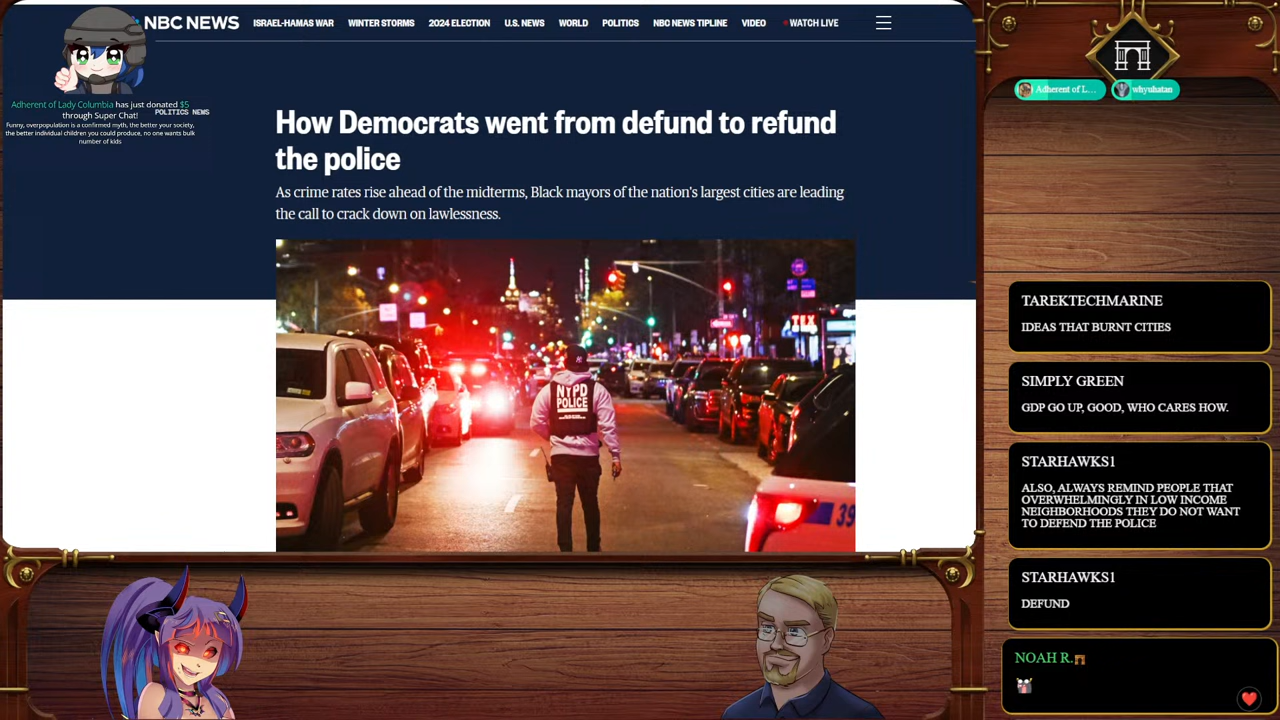 NBC NEWS
ISRAEL-HAMAS WAR WINTER STORMS 2024 ELECTION U.S. NEWS WORLD POLITICS NBC NEWS TIPLINE VIDEO WATCH LIVE
Adherent of Lady Columbia has just donated $5
through Super Chat!
Funny, overpopulation is a confirmed myth, the better your society,
the better individual children you could produce, no one wants bulk
number of kids
POLITICS NEWS
How Democrats went from defund to refund
the police
As crime rates rise ahead of the midterms, Black mayors of the nation's largest cities are leading
the call to crack down on lawlessness.
NYPD
POLICE
39
Adherent of L...
whyuhatan
TAREKTECHMARINE
IDEAS THAT BURNT CITIES
SIMPLY GREEN
GDP GO UP, GOOD, WHO CARES HOW.
STARHAWKS1
ALSO, ALWAYS REMIND PEOPLE THAT
OVERWHELMINGLY IN LOW INCOME
NEIGHBORHOODS THEY DO NOT WANT
TO DEFEND THE POLICE
STARHAWKS1
DEFUND
NOAH R.